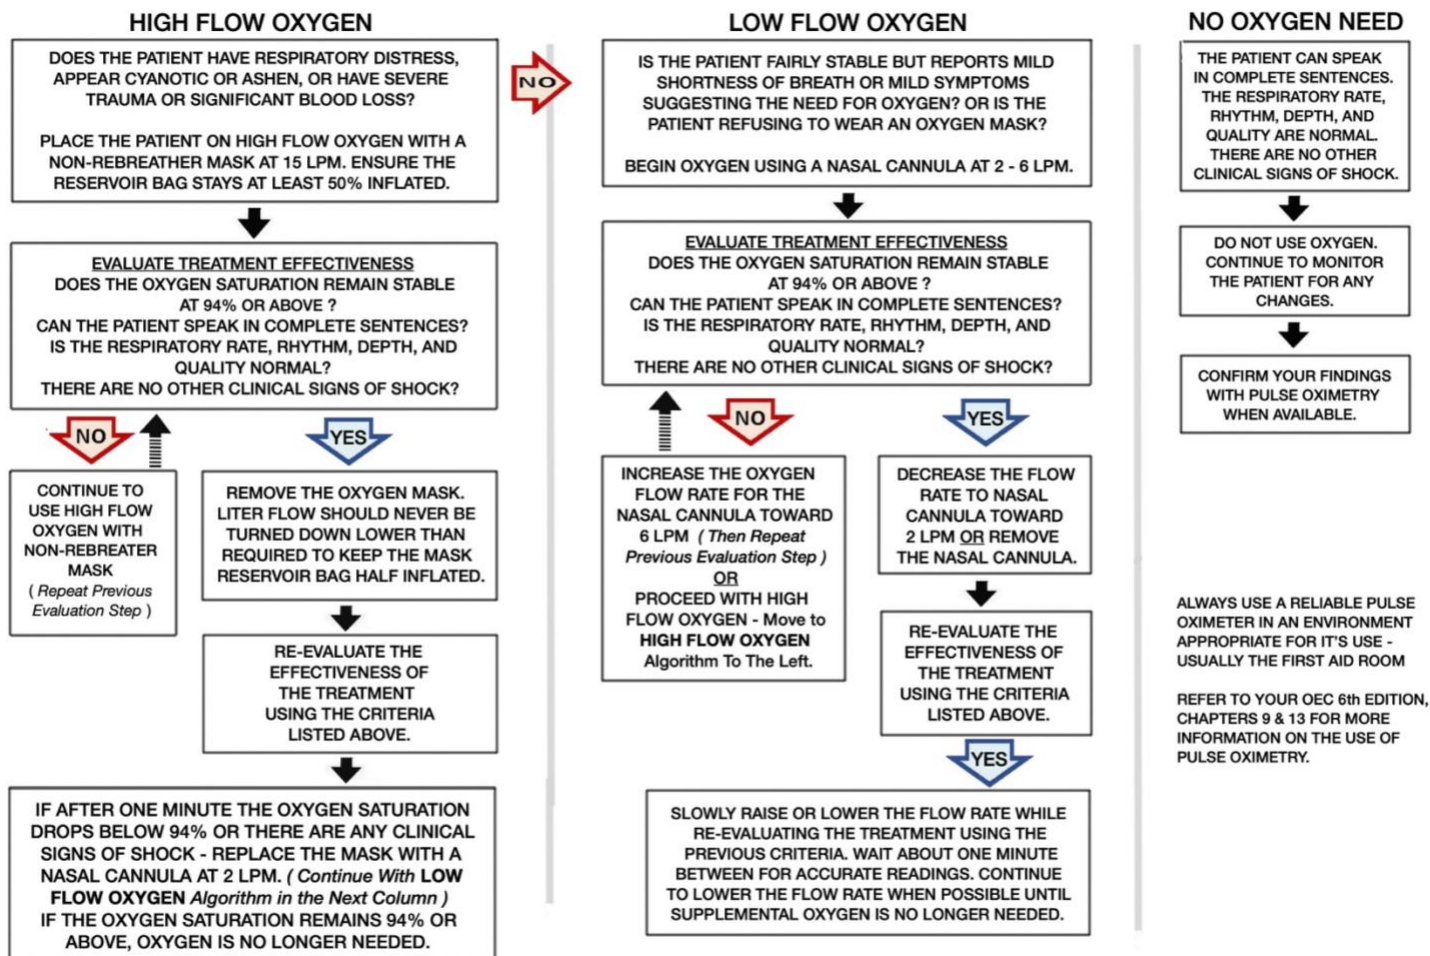 HIGH FLOW OXYGEN
DOES THE PATIENT HAVE RESPIRATORY DISTRESS,
APPEAR CYANOTIC OR ASHEN, OR HAVE SEVERE
TRAUMA OR SIGNIFICANT BLOOD LOSS?
PLACE THE PATIENT ON HIGH FLOW OXYGEN WITH A
NON-REBREATHER MASK AT 15 LPM. ENSURE THE
RESERVOIR BAG STAYS AT LEAST 50% INFLATED.
EVALUATE TREATMENT EFFECTIVENESS
DOES THE OXYGEN SATURATION REMAIN STABLE
AT 94% OR ABOVE ?
CAN THE PATIENT SPEAK IN COMPLETE SENTENCES?
IS THE RESPIRATORY RATE, RHYTHM, DEPTH, AND
QUALITY NORMAL?
THERE ARE NO OTHER CLINICAL SIGNS OF SHOCK?
NO
CONTINUE TO
USE HIGH FLOW
OXYGEN WITH
NON-REBREATER
MASK
( Repeat Previous
Evaluation Step )
YES
REMOVE THE OXYGEN MASK.
LITER FLOW SHOULD NEVER BE
TURNED DOWN LOWER THAN
REQUIRED TO KEEP THE MASK
RESERVOIR BAG HALF INFLATED.
RE-EVALUATE THE
EFFECTIVENESS OF
THE TREATMENT
USING THE CRITERIA
LISTED ABOVE.
IF AFTER ONE MINUTE THE OXYGEN SATURATION
DROPS BELOW 94% OR THERE ARE ANY CLINICAL
SIGNS OF SHOCK - REPLACE THE MASK WITH A
NASAL CANNULA AT 2 LPM. ( Continue With LOW
FLOW OXYGEN Algorithm in the Next Column )
IF THE OXYGEN SATURATION REMAINS 94% OR
ABOVE, OXYGEN IS NO LONGER NEEDED.
NO
LOW FLOW OXYGEN
IS THE PATIENT FAIRLY STABLE BUT REPORTS MILD
SHORTNESS OF BREATH OR MILD SYMPTOMS
SUGGESTING THE NEED FOR OXYGEN? OR IS THE
PATIENT REFUSING TO WEAR AN OXYGEN MASK?
BEGIN OXYGEN USING A NASAL CANNULA AT 2 - 6 LPM.
EVALUATE TREATMENT EFFECTIVENESS
DOES THE OXYGEN SATURATION REMAIN STABLE
AT 94% OR ABOVE ?
CAN THE PATIENT SPEAK IN COMPLETE SENTENCES?
IS THE RESPIRATORY RATE, RHYTHM, DEPTH, AND
QUALITY NORMAL?
THERE ARE NO OTHER CLINICAL SIGNS OF SHOCK?
NO
INCREASE THE OXYGEN
FLOW RATE FOR THE
NASAL CANNULA TOWARD
6 LPM ( Then Repeat
Previous Evaluation Step )
OR
PROCEED WITH HIGH
FLOW OXYGEN - Move to
HIGH FLOW OXYGEN
Algorithm To The Left.
YES
DECREASE THE FLOW
RATE TO NASAL
CANNULA TOWARD
2 LPM OR REMOVE
THE NASAL CANNULA.
RE-EVALUATE THE
EFFECTIVENESS OF
THE TREATMENT
USING THE CRITERIA
LISTED ABOVE.
YES
SLOWLY RAISE OR LOWER THE FLOW RATE WHILE
RE-EVALUATING THE TREATMENT USING THE
PREVIOUS CRITERIA. WAIT ABOUT ONE MINUTE
BETWEEN FOR ACCURATE READINGS. CONTINUE
TO LOWER THE FLOW RATE WHEN POSSIBLE UNTIL
SUPPLEMENTAL OXYGEN IS NO LONGER NEEDED.
NO OXYGEN NEED
THE PATIENT CAN SPEAK
IN COMPLETE SENTENCES.
THE RESPIRATORY RATE,
RHYTHM, DEPTH, AND
QUALITY ARE NORMAL.
THERE ARE NO OTHER
CLINICAL SIGNS OF SHOCK.
DO NOT USE OXYGEN.
CONTINUE TO MONITOR
THE PATIENT FOR ANY
CHANGES.
CONFIRM YOUR FINDINGS
WITH PULSE OXIMETRY
WHEN AVAILABLE.
ALWAYS USE A RELIABLE PULSE
OXIMETER IN AN ENVIRONMENT
APPROPRIATE FOR IT'S USE -
USUALLY THE FIRST AID ROOM
REFER TO YOUR OEC 6th EDITION,
CHAPTERS 9 & 13 FOR MORE
INFORMATION ON THE USE OF
PULSE OXIMETRY.